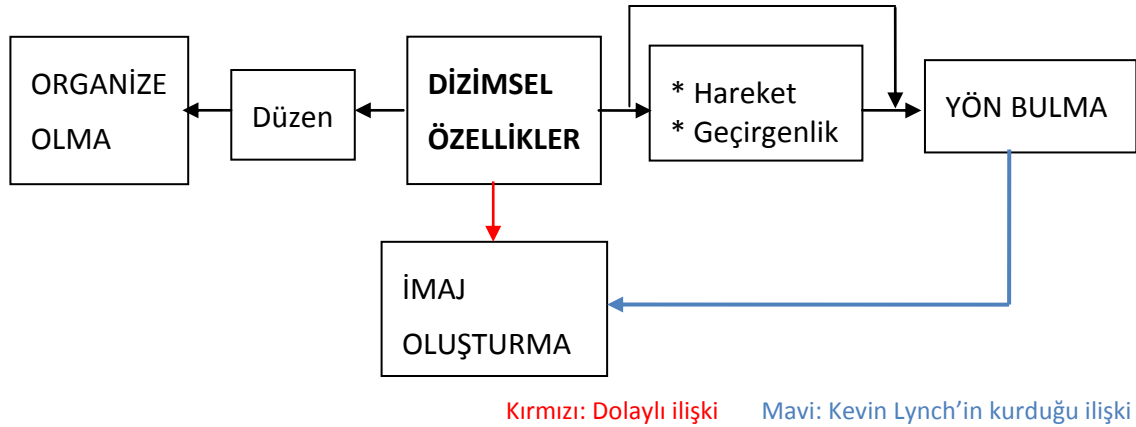 ORGANİZE
OLMA
Düzen
DİZİMSEL
ÖZELLİKLER
* Hareket
* Geçirgenlik
YÖN BULMA
İMAJ
OLUŞTURMA
Kırmızı: Dolaylı ilişki
Mavi: Kevin Lynch’in kurduğu ilişki